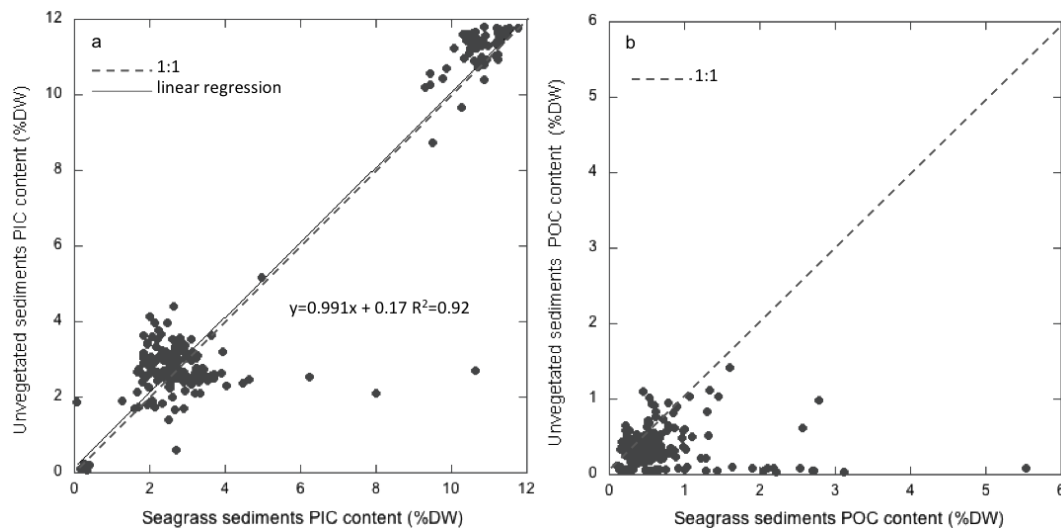 a
1:1
linear regression
y=0.991x + 0.17 R²=0.92
Unvegetated sediments PIC content (%DW)
12
10
8
6
4
2
0
0 2 4 6 8 10 12
Seagrass sediments PIC content (%DW)
b
1:1
Unvegetated sediments POC content (%DW)
6
5
4
3
2
1
0
0 1 2 3 4 5 6
Seagrass sediments POC content (%DW)